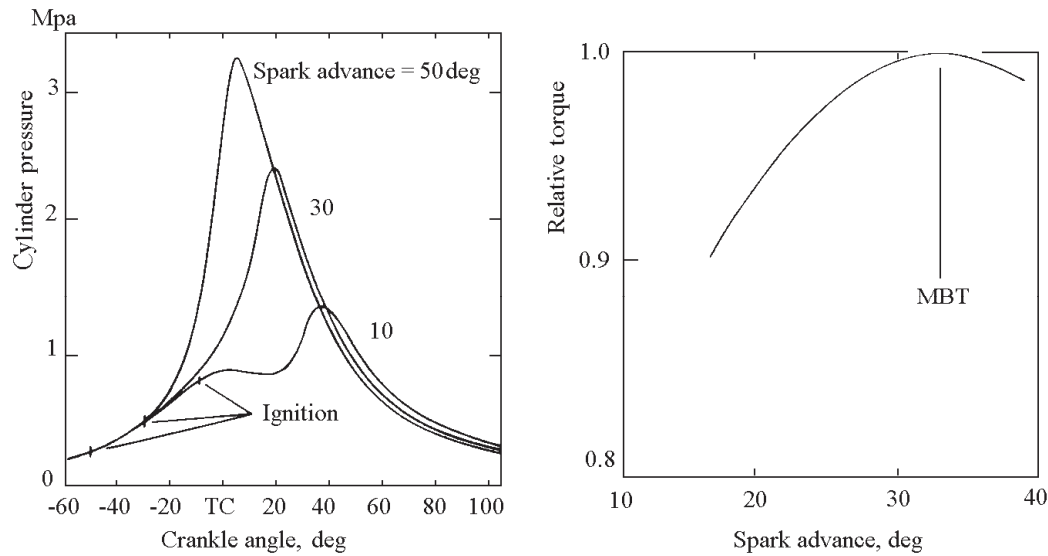 Mpa
Cylinder pressure
3
2
1
0
Spark advance = 50 deg
30
10
Ignition
-60 -40 -20 TC 20 40 60 80 100
Crankle angle, deg
Relative torque
1.0
0.9
0.8
MBT
10 20 30 40
Spark advance, deg